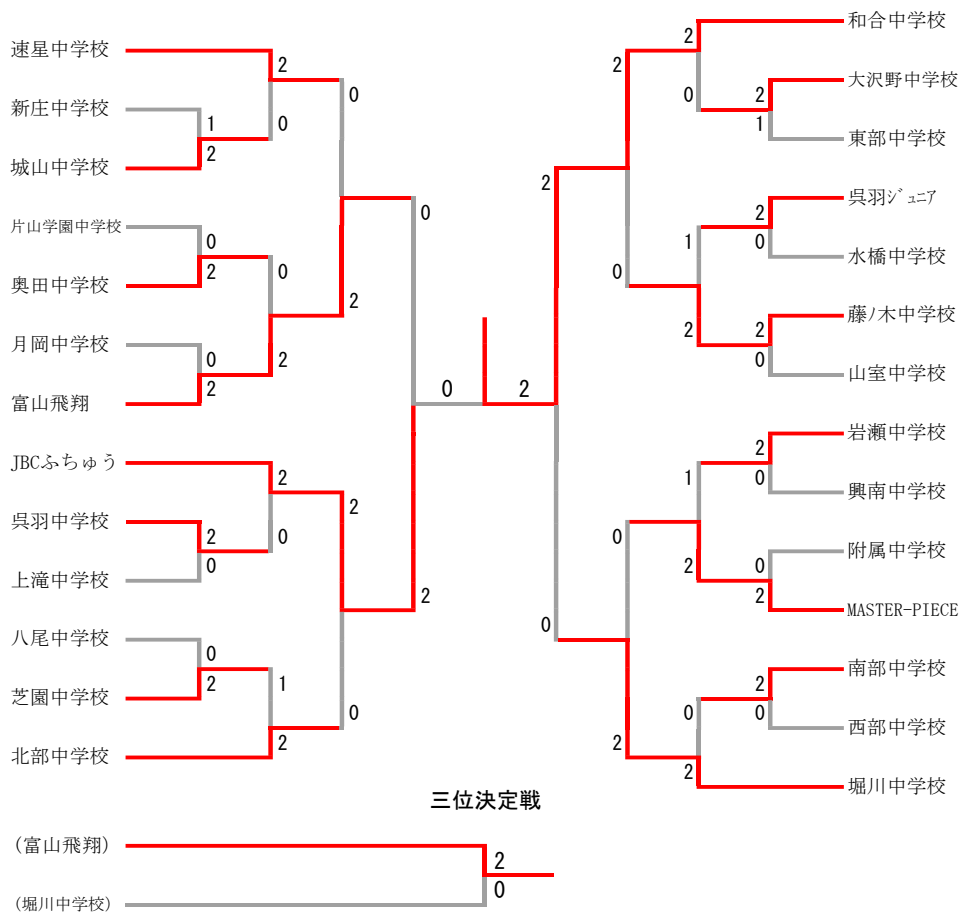 速星中学校
2
0
新庄中学校
1
0
2
城山中学校
片山学園中学校
0
0
奥田中学校
2
0
2
月岡中学校
0
2
富山飛翔
2
JBCふちゅう
2
2
呉羽中学校
2
0
上滝中学校
0
2
八尾中学校
0
芝園中学校
2
1
0
北部中学校
2
0
2
和合中学校
2
2
大沢野中学校
0
2
東部中学校
1
2
呉羽ジュニア
2
1
水橋中学校
0
0
藤ノ木中学校
2
2
山室中学校
0
岩瀬中学校
2
1
興南中学校
0
0
附属中学校
0
2
MASTER-PIECE
2
0
南部中学校
2
0
西部中学校
0
2
堀川中学校
2
三位決定戦
(富山飛翔)
2
0
(堀川中学校)